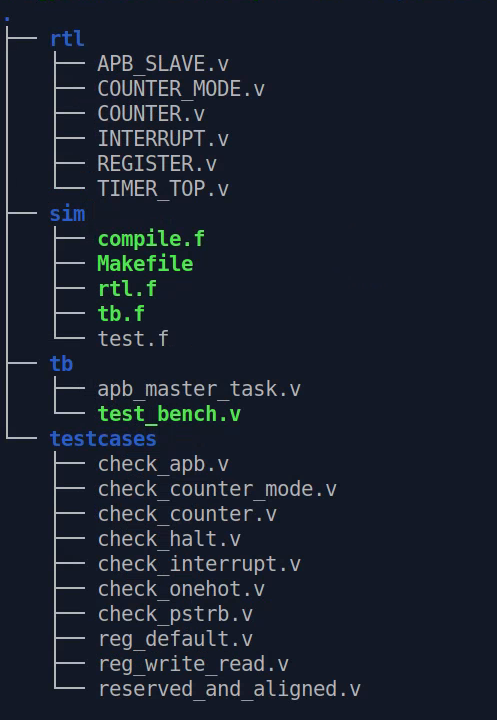 .
├── rtl
│   ├── APB_SLAVE.v
│   ├── COUNTER_MODE.v
│   ├── COUNTER.v
│   ├── INTERRUPT.v
│   ├── REGISTER.v
│   └── TIMER_TOP.v
├── sim
│   ├── compile.f
│   ├── Makefile
│   ├── rtl.f
│   ├── tb.f
│   └── test.f
├── tb
│   ├── apb_master_task.v
│   └── test_bench.v
└── testcases
    ├── check_apb.v
    ├── check_counter_mode.v
    ├── check_counter.v
    ├── check_halt.v
    ├── check_interrupt.v
    ├── check_onehot.v
    ├── check_pstrb.v
    ├── reg_default.v
    ├── reg_write_read.v
    └── reserved_and_aligned.v